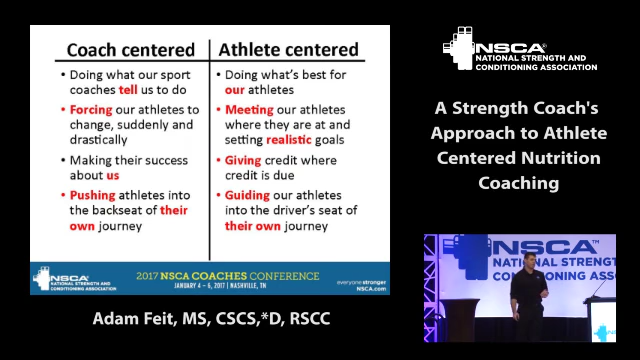 Coach centered
Athlete centered
• Doing what our sport
coaches tell us to do
• Forcing our athletes to
change, suddenly and
drastically
• Making their success
about us
• Pushing athletes into
the backseat of their
own journey
• Doing what's best for
our athletes
• Meeting our athletes
where they are at and
setting realistic goals
• Giving credit where
credit is due
• Guiding our athletes
into the driver's seat of
their own journey
NSCA
NATIONAL STRENGTH AND
CONDITIONING ASSOCIATION
2017 NSCA COACHES CONFERENCE
JANUARY 4 – 6, 2017 | NASHVILLE, TN
everyone stronger
NSCA.com
Adam Feit, MS, CSCS,*D, RSCC
NSCA
NATIONAL STRENGTH AND
CONDITIONING ASSOCIATION
A Strength Coach's
Approach to Athlete
Centered Nutrition
Coaching
NSCA™
NATIONAL STRENGTH
CONDITIONING ASSO